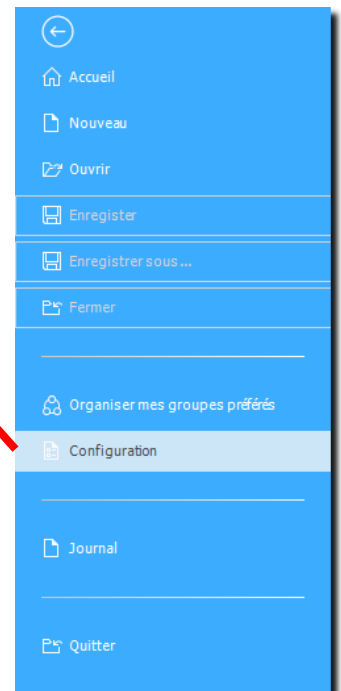 Accueil
Nouveau
Ouvrir
Enregister
Enregistrer sous ...
Fermer
Organiser mes groupes préférés
Configuration
Journal
Quitter